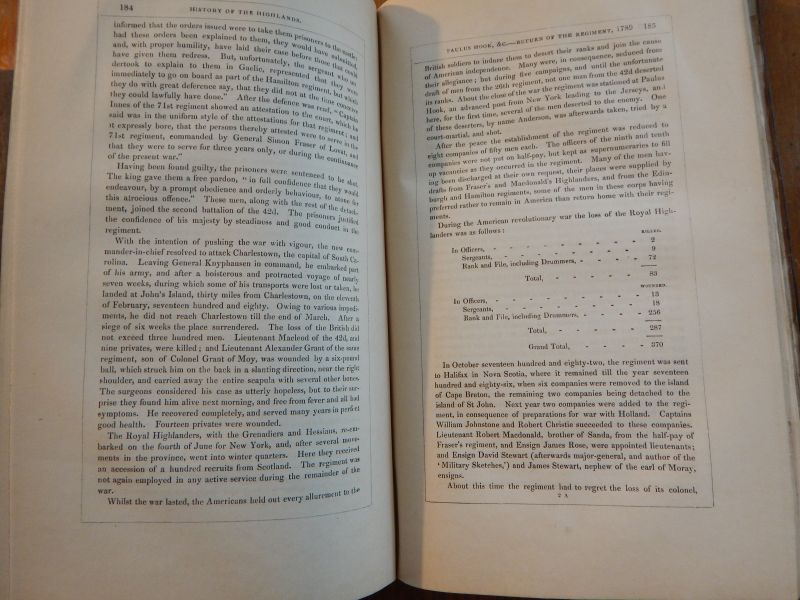 184
HISTORY OF THE HIGHLANDS.
informed that the orders issued were to take them prisoners to the castle;
had these orders been explained to them, they would have submitted,
and, with proper humility, have laid their case before those that could
have given them redress. But, unfortunately, the sergeant who un-
dertook to explain to them in Gaelic, represented that they were
immediately to go on board as part of the Hamilton regiment, but which
they do with great deference say, that they did not at the time conceive
they could lawfully have done." After the defence was read, "Captain
Innes of the 71st regiment showed an attestation to the court, which he
said was in the uniform style of the attestations for that regiment; and
it expressly bore, that the persons thereby attested were to serve in the
71st regiment, commanded by General Simon Fraser of Lovat, and
that they were to serve for three years only, or during the continuance
of the present war."
Having been found guilty, the prisoners were sentenced to be shot.
The king gave them a free pardon, "in full confidence that they would
endeavour, by a prompt obedience and orderly behaviour, to atone for
this atrocious offence." These men, along with the rest of the detach-
ment, joined the second battalion of the 42d. The prisoners justified
the confidence of his majesty by steadiness and good conduct in the
regiment.
With the intention of pushing the war with vigour, the new com-
mander-in-chief resolved to attack Charlestown, the capital of South Ca-
rolina. Leaving General Knyphausen in command, he embarked part
of his army, and after a boisterous and protracted voyage of nearly
seven weeks, during which some of his transports were lost or taken, he
landed at John's Island, thirty miles from Charlestown, on the eleventh
of February, seventeen hundred and eighty. Owing to various impedi-
ments, he did not reach Charlestown till the end of March. After a
siege of six weeks the place surrendered. The loss of the British did
not exceed three hundred men. Lieutenant Macleod of the 42d, and
nine privates, were killed; and Lieutenant Alexander Grant of the same
regiment, son of Colonel Grant of Moy, was wounded by a six-pound
ball, which struck him on the back in a slanting direction, near the right
shoulder, and carried away the entire scapula with several other bones.
The surgeons considered his case as utterly hopeless, but to their sur-
prise they found him alive next morning, and free from fever and all bad
symptoms. He recovered completely, and served many years in perfect
good health. Fourteen privates were wounded.
The Royal Highlanders, with the Grenadiers and Hessians, re-em-
barked on the fourth of June for New York, and, after several move-
ments in the province, went into winter quarters. Here they received
an accession of a hundred recruits from Scotland. The regiment was
not again employed in any active service during the remainder of the
war.
Whilst the war lasted, the Americans held out every allurement to the
PAULUS HOOK, &c.—RETURN OF THE REGIMENT, 1789 185
British soldiers to induce them to desert their ranks and join the cause
of American independence. Many were, in consequence, seduced from
their allegiance; but during five campaigns, and until the unfortunate
draft of men from the 26th regiment, not one man from the 42d deserted
its ranks. About the close of the war the regiment was stationed at Paulus
Hook, an advanced post from New York leading to the Jerseys, and
here, for the first time, several of the men deserted to the enemy. One
of these deserters, by name Anderson, was afterwards taken, tried by a
court-martial, and shot.
After the peace the establishment of the regiment was reduced to
eight companies of fifty men each. The officers of the ninth and tenth
companies were not put on half-pay, but kept as supernumeraries to fill
up vacancies as they occurred in the regiment. Many of the men hav-
ing been discharged at their own request, their places were supplied by
drafts from Fraser's and Macdonald's Highlanders, and from the Edin-
burgh and Hamilton regiments, some of the men in these corps having
preferred rather to remain in America than return home with their regi-
ments.
During the American revolutionary war the loss of the Royal High-
landers was as follows:
KILLED.
In Officers, - - - - - - - - 2
Sergeants, - - - - - - - - 9
Rank and File, including Drummers, - - - - 72
Total, - - - - 83
WOUNDED.
In Officers, - - - - - - - - 13
Sergeants, - - - - - - - - 18
Rank and File, including Drummers, - - - - 256
Total, - - - - 287
Grand Total, - - - - 370
In October seventeen hundred and eighty-two, the regiment was sent
to Halifax in Nova Scotia, where it remained till the year seventeen
hundred and eighty-six, when six companies were removed to the island
of Cape Breton, the remaining two companies being detached to the
island of St John. Next year two companies were added to the regi-
ment, in consequence of preparations for war with Holland. Captains
William Johnstone and Robert Christie succeeded to these companies.
Lieutenant Robert Macdonald, brother of Sanda, from the half-pay of
Fraser's regiment, and Ensign James Rose, were appointed lieutenants;
and Ensign David Stewart (afterwards major-general, and author of the
'Military Sketches,') and James Stewart, nephew of the earl of Moray,
ensigns.
About this time the regiment had to regret the loss of its colonel,
2 A